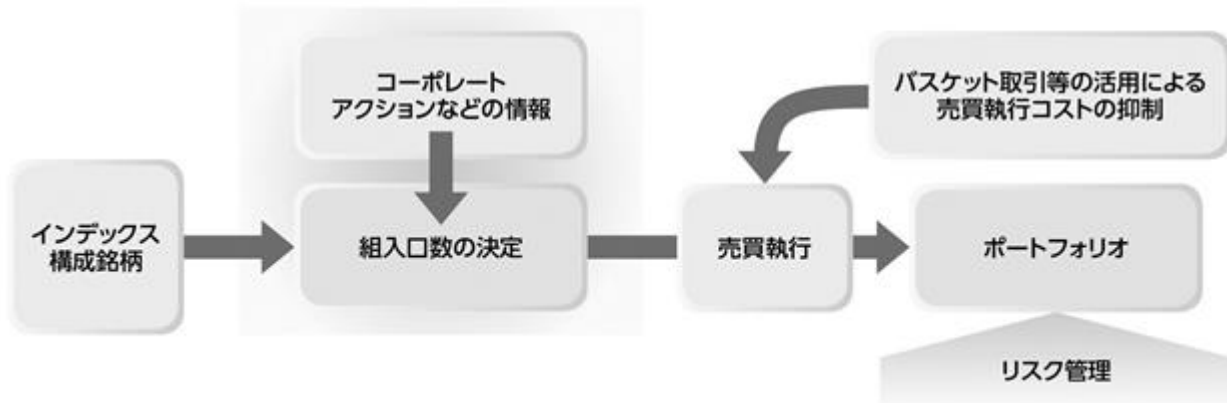 コーポレート
アクションなどの情報
バスケット取引等の活用による
売買執行コストの抑制
インデックス
構成銘柄
組入口数の決定
売買執行
ポートフォリオ
リスク管理